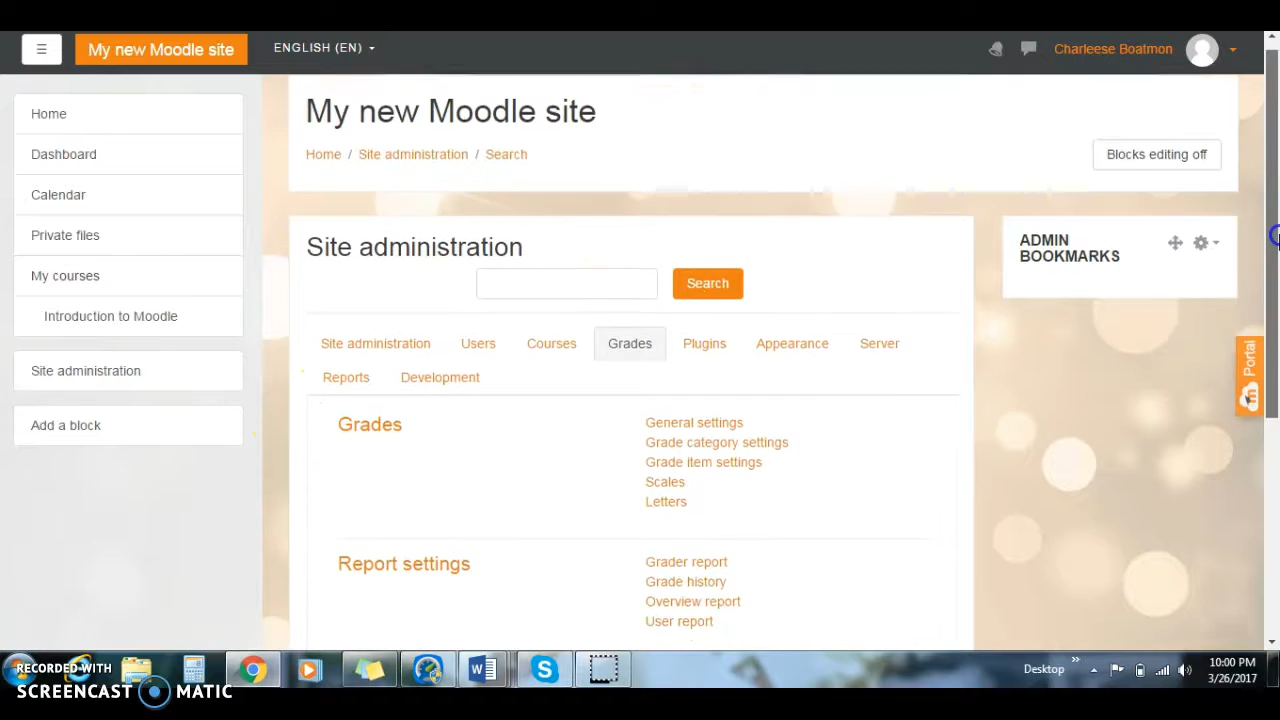 My new Moodle site
ENGLISH (EN)
Charleese Boatmon
Home
Dashboard
Calendar
Private files
My courses
Introduction to Moodle
Site administration
Add a block
My new Moodle site
Home / Site administration / Search
Blocks editing off
Site administration
Search
Site administration Users Courses Grades Plugins Appearance Server
Reports Development
Grades
General settings
Grade category settings
Grade item settings
Scales
Letters
Report settings
Grader report
Grade history
Overview report
User report
ADMIN
BOOKMARKS
Portal
m
RECORDED WITH
SCREENCAST MATIC
W
S
Desktop
»
10:00 PM
3/26/2017